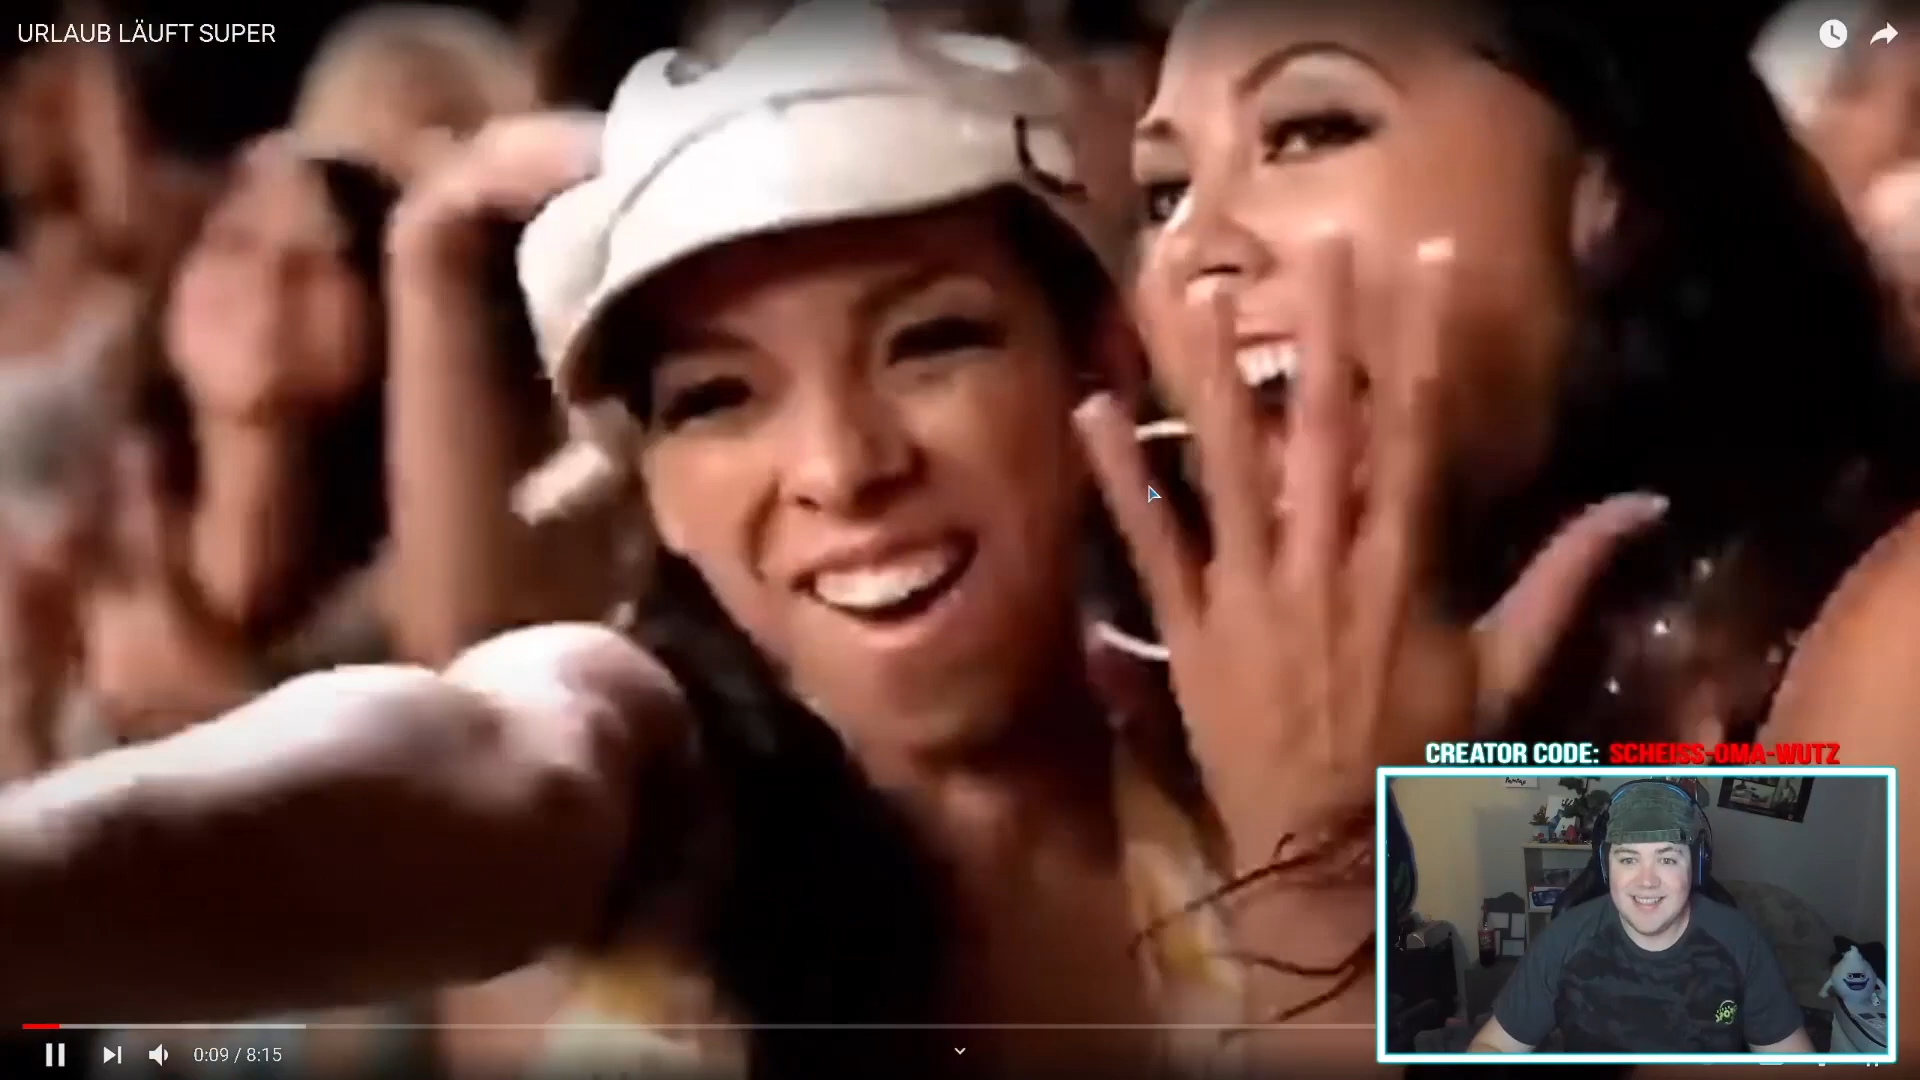 URLAUB LÄUFT SUPER
CREATOR CODE: SCHEISS-OMA-WUTZ
0:09 / 8:15